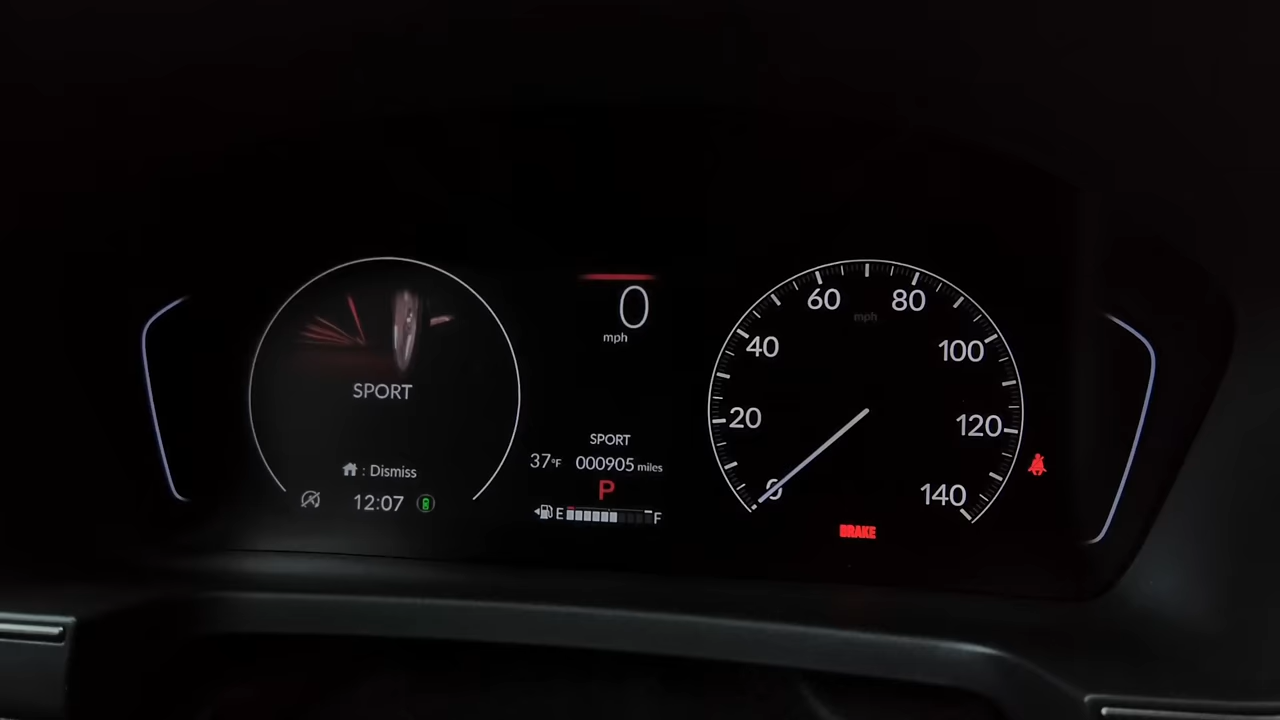 SPORT
: Dismiss
12:07
0
mph
SPORT
37°F 000905 miles
P
E F
0
20
40
60
80
100
120
140
mph
BRAKE